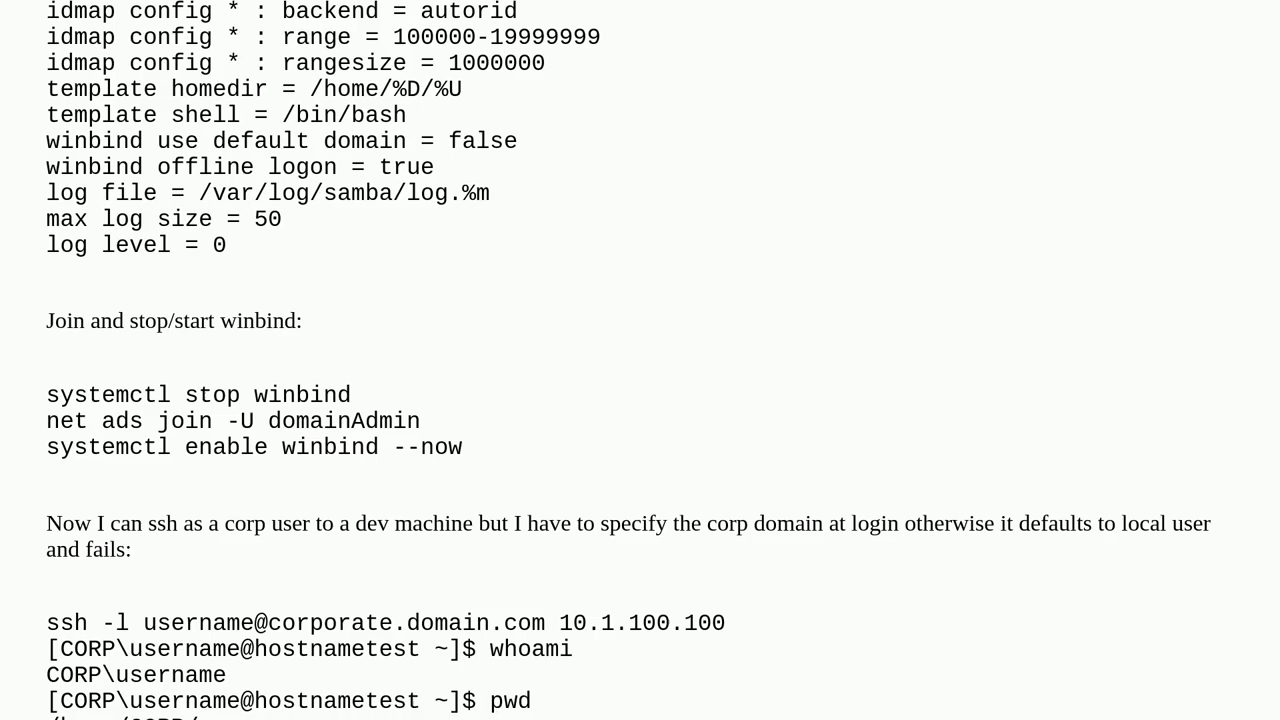 idmap config * : backend = autorid
idmap config * : range = 100000-19999999
idmap config * : rangesize = 1000000
template homedir = /home/%D/%U
template shell = /bin/bash
winbind use default domain = false
winbind offline logon = true
log file = /var/log/samba/log.%m
max log size = 50
log level = 0
Join and stop/start winbind:
systemctl stop winbind
net ads join -U domainAdmin
systemctl enable winbind --now
Now I can ssh as a corp user to a dev machine but I have to specify the corp domain at login otherwise it defaults to local user
and fails:
ssh -l username@corporate.domain.com 10.1.100.100
[CORP\username@hostnametest ~]$ whoami
CORP\username
[CORP\username@hostnametest ~]$ pwd